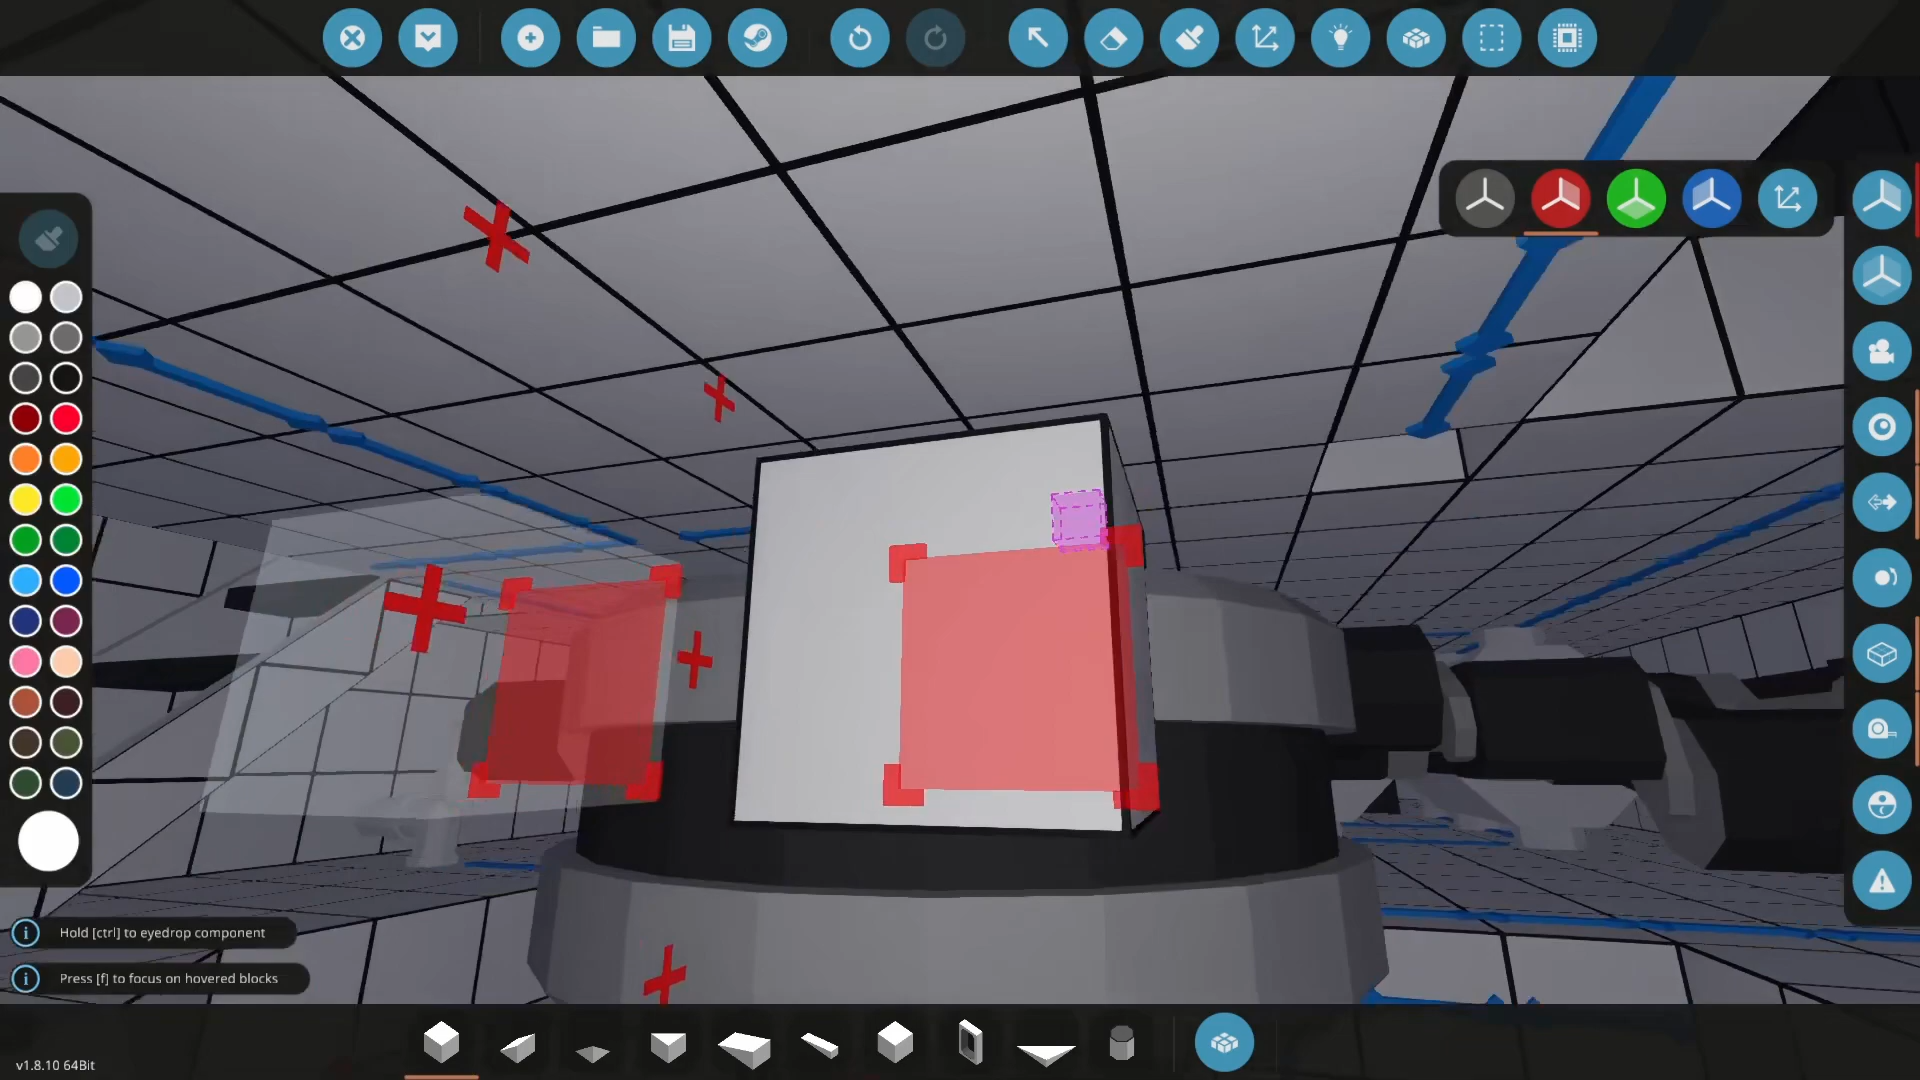 Hold [ctrl] to eyedrop component
Press [f] to focus on hovered blocks
v1.8.10 64Bit